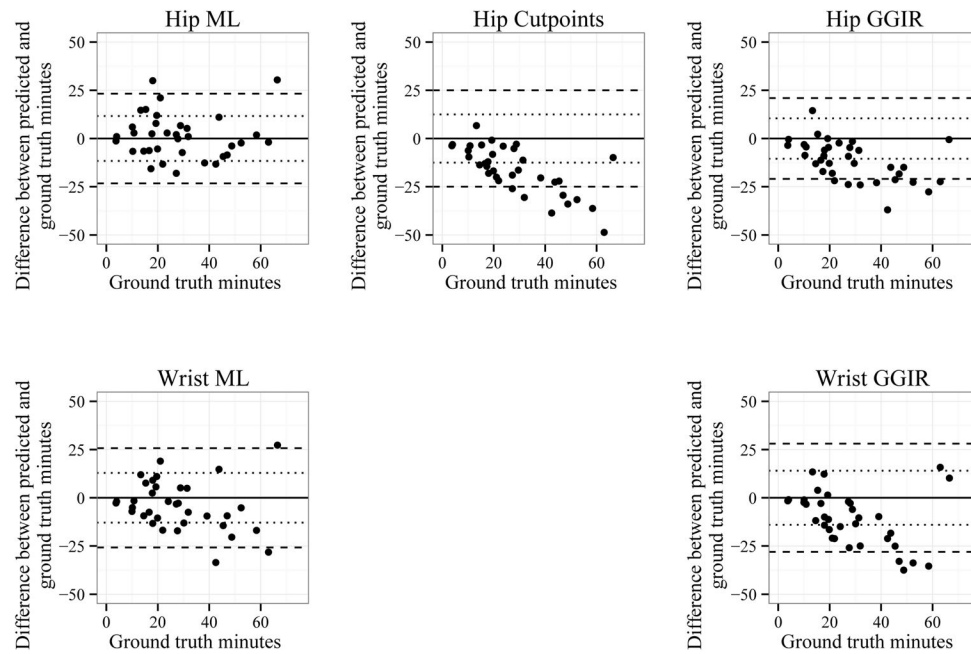 Hip ML
Difference between predicted and
ground truth minutes
50
25
0
−25
−50
0 20 40 60
Ground truth minutes
Hip Cutpoints
Difference between predicted and
ground truth minutes
50
25
0
−25
−50
0 20 40 60
Ground truth minutes
Hip GGIR
Difference between predicted and
ground truth minutes
50
25
0
−25
−50
0 20 40 60
Ground truth minutes
Wrist ML
Difference between predicted and
ground truth minutes
50
25
0
−25
−50
0 20 40 60
Ground truth minutes
Wrist GGIR
Difference between predicted and
ground truth minutes
50
25
0
−25
−50
0 20 40 60
Ground truth minutes